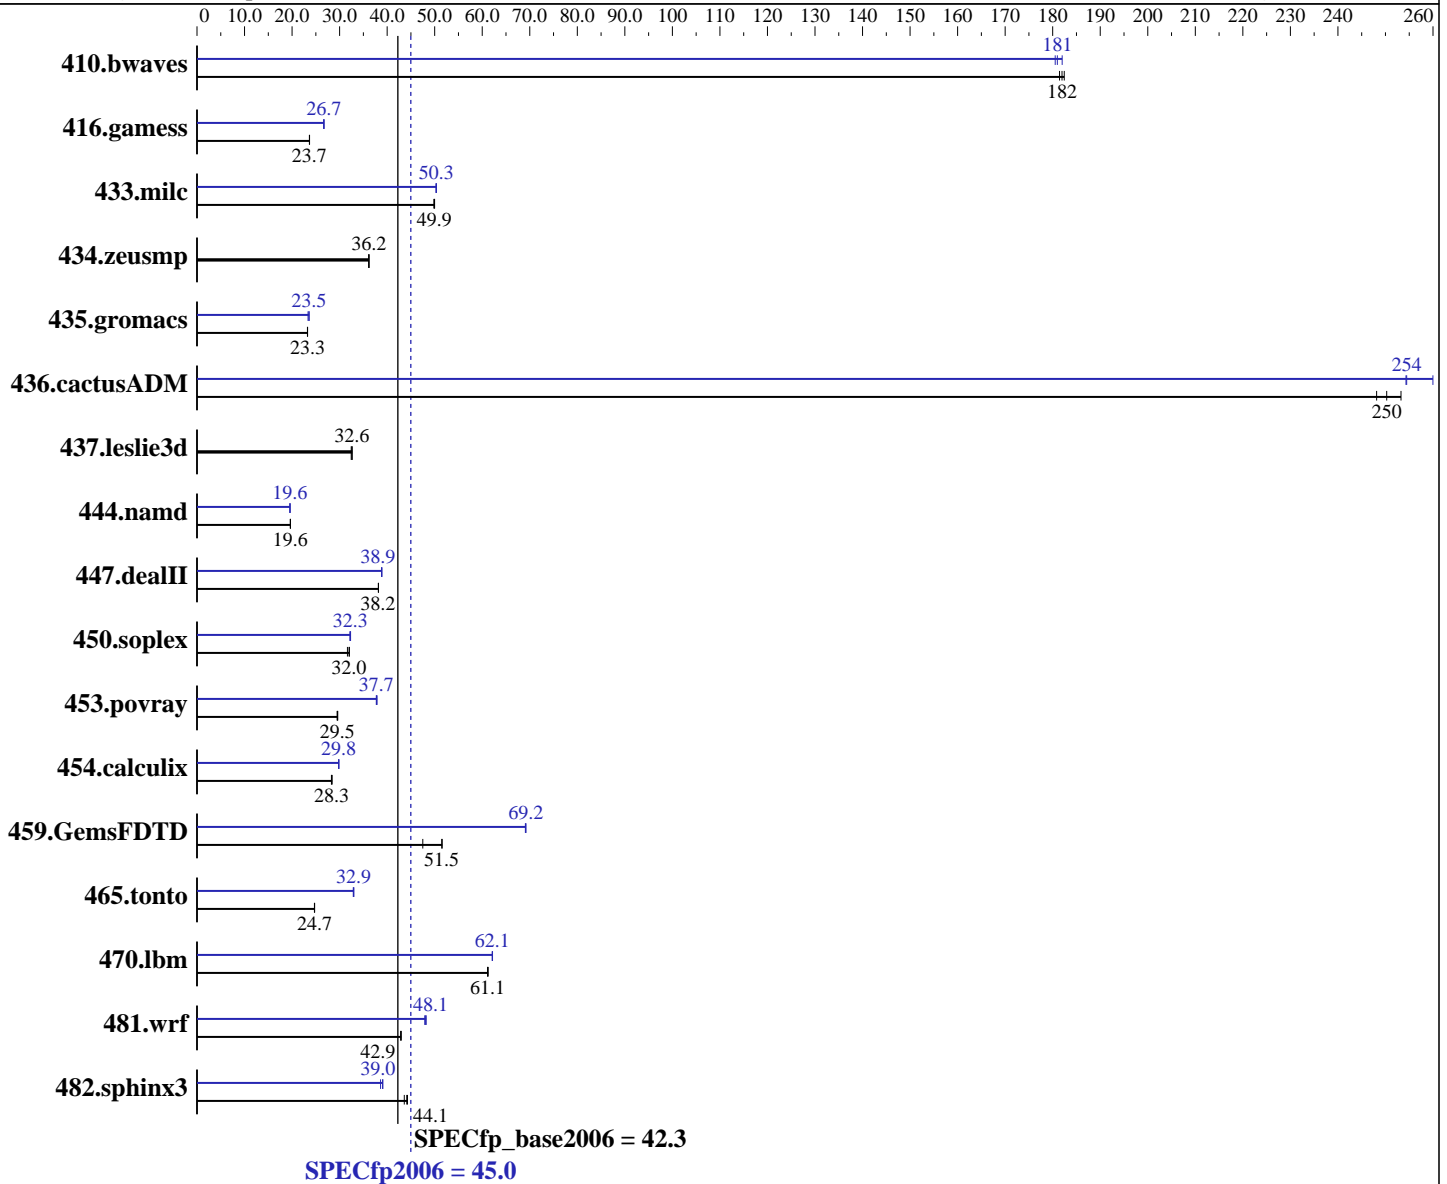 0 10.0 20.0 30.0 40.0 50.0 60.0 70.0 80.0 90.0 100 110 120 130 140 150 160 170 180 190 200 210 220 230 240 260
181
410.bwaves
182
26.7
416.gamess
23.7
50.3
433.milc
49.9
36.2
434.zeusmp
23.5
435.gromacs
23.3
254
436.cactusADM
250
32.6
437.leslie3d
19.6
444.namd
19.6
38.9
447.dealII
38.2
32.3
450.soplex
32.0
37.7
453.povray
29.5
29.8
454.calculix
28.3
69.2
459.GemsFDTD
51.5
32.9
465.tonto
24.7
62.1
470.lbm
61.1
48.1
481.wrf
42.9
39.0
482.sphinx3
44.1
SPECfp_base2006 = 42.3
SPECfp2006 = 45.0